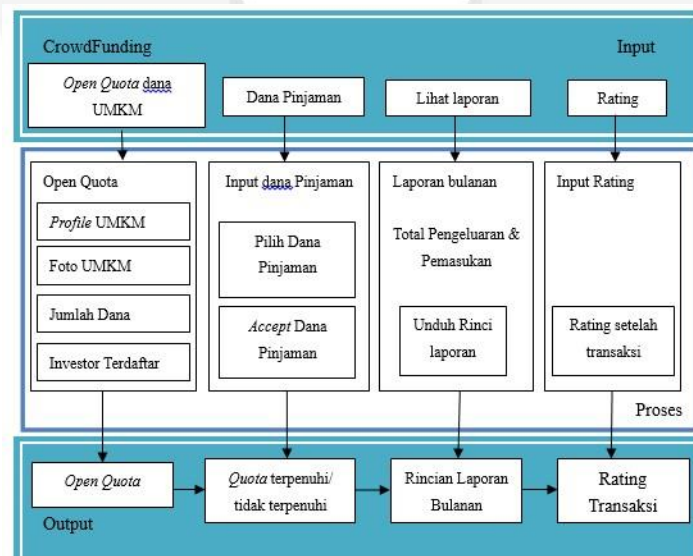 CrowdFunding
Input
Open Quota dana
UMKM
Dana Pinjaman
Lihat laporan
Rating
Open Quota
Profile UMKM
Foto UMKM
Jumlah Dana
Investor Terdaftar
Input dana Pinjaman
Pilih Dana
Pinjaman
Accept Dana
Pinjaman
Laporan bulanan
Total Pengeluaran &
Pemasukan
Unduh Rinci
laporan
Input Rating
Rating setelah
transaksi
Proses
Open Quota
Quota terpenuhi/
tidak terpenuhi
Rincian Laporan
Bulanan
Rating
Transaksi
Output